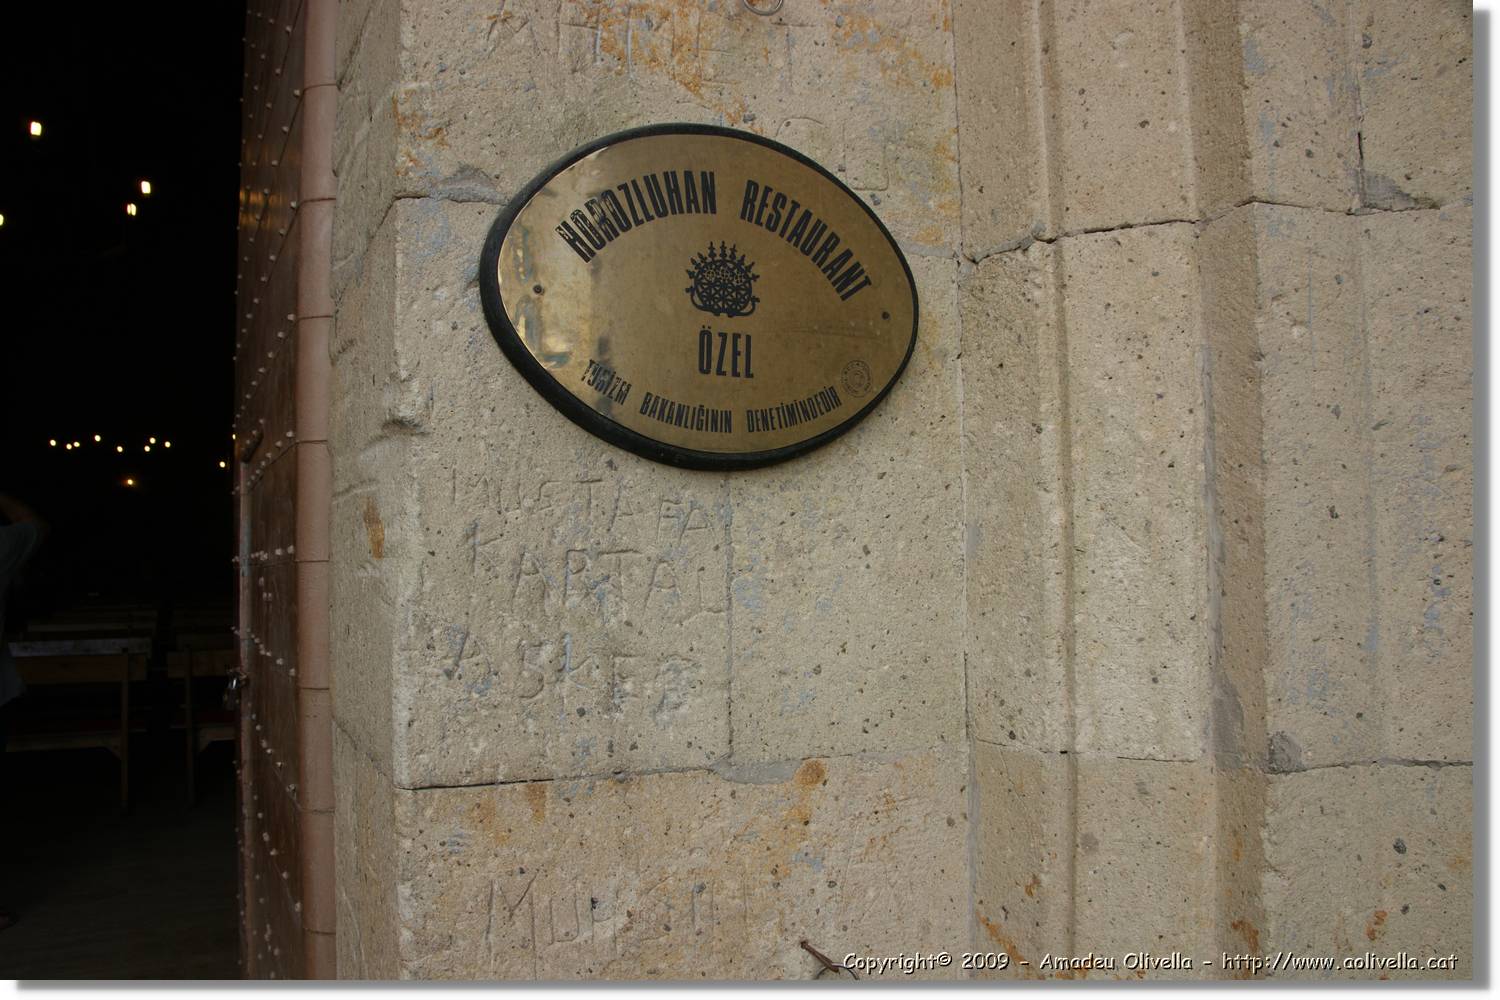 AHMET
HOROZLUHAN RESTAURANT
ÖZEL
TURİZM BAKANLIĞININ DENETİMİNDEDİR
MUSTAFA
KARTAL
Copyright© 2009 - Amadeu Olivella - http://www.aolivella.cat